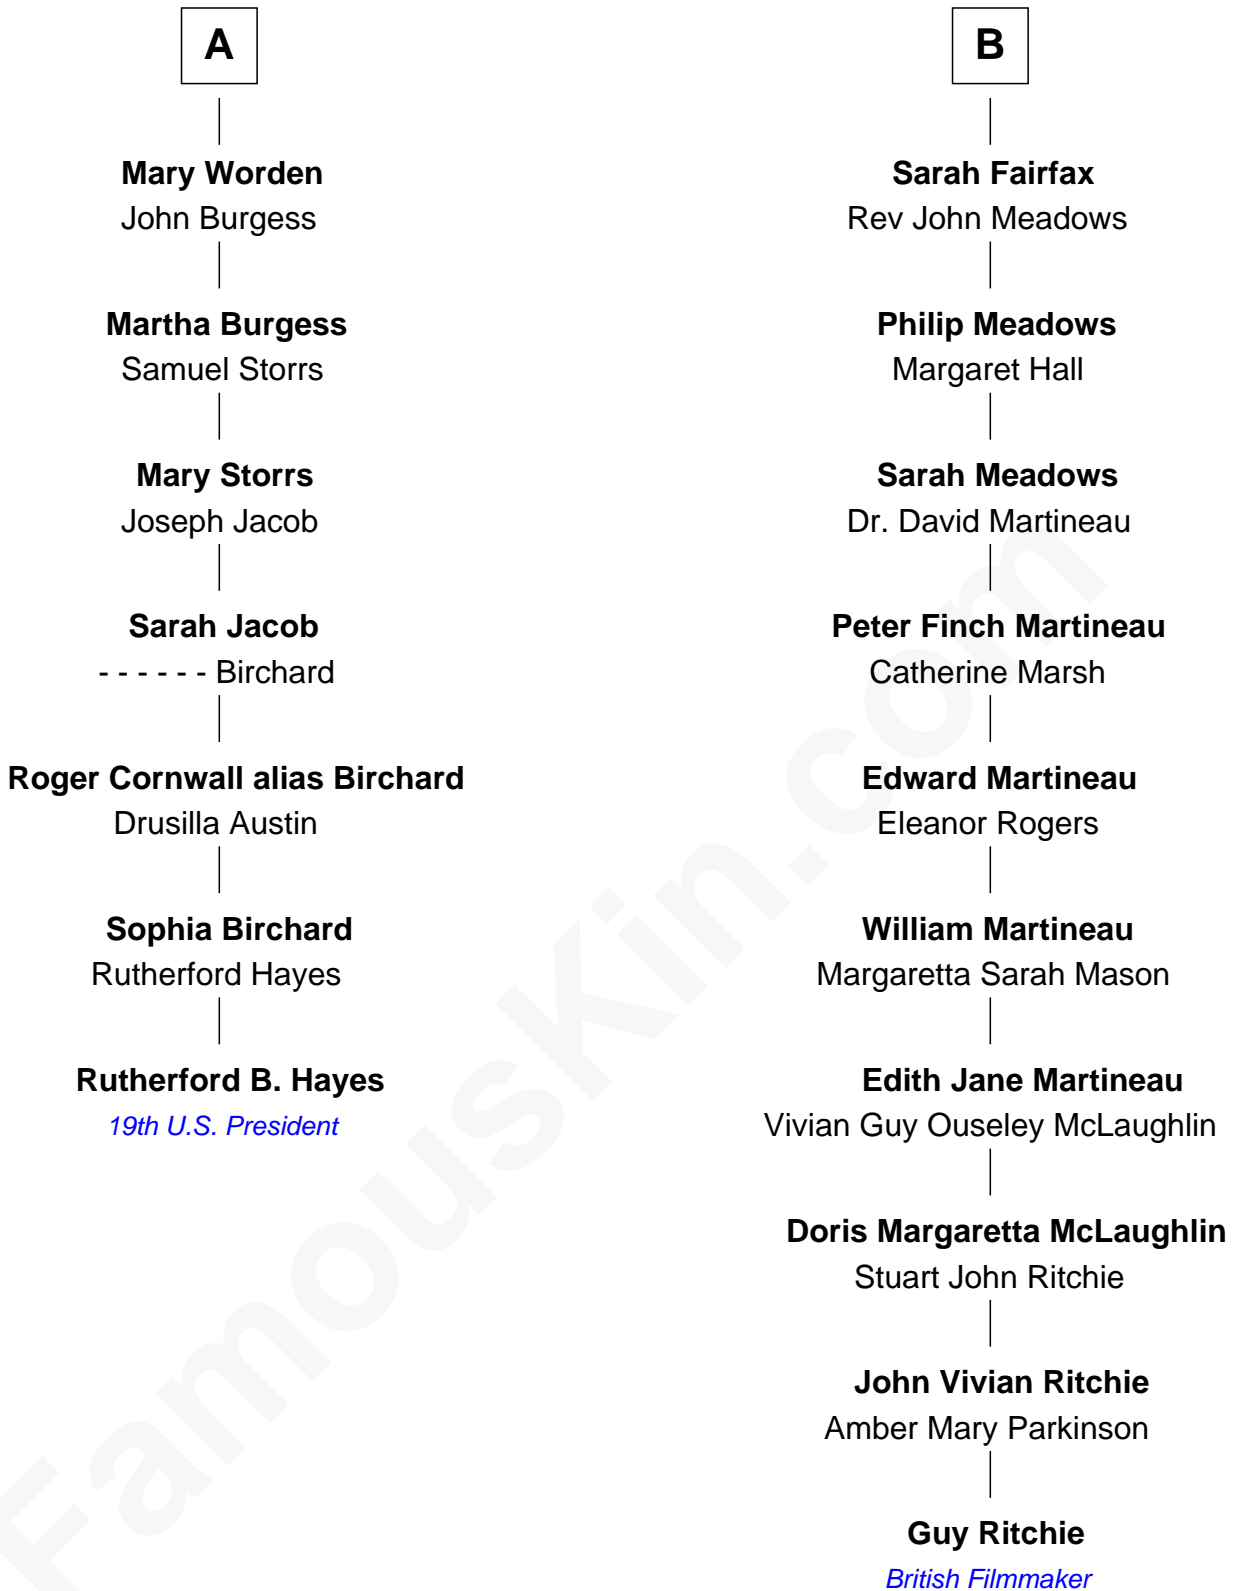 A
Mary Worden
John Burgess
Martha Burgess
Samuel Storrs
Mary Storrs
Joseph Jacob
Sarah Jacob
- - - - - - Birchard
Roger Cornwall alias Birchard
Drusilla Austin
Sophia Birchard
Rutherford Hayes
Rutherford B. Hayes
19th U.S. President
B
Sarah Fairfax
Rev John Meadows
Philip Meadows
Margaret Hall
Sarah Meadows
Dr. David Martineau
Peter Finch Martineau
Catherine Marsh
Edward Martineau
Eleanor Rogers
William Martineau
Margaretta Sarah Mason
Edith Jane Martineau
Vivian Guy Ouseley McLaughlin
Doris Margaretta McLaughlin
Stuart John Ritchie
John Vivian Ritchie
Amber Mary Parkinson
Guy Ritchie
British Filmmaker
FamousKin.com